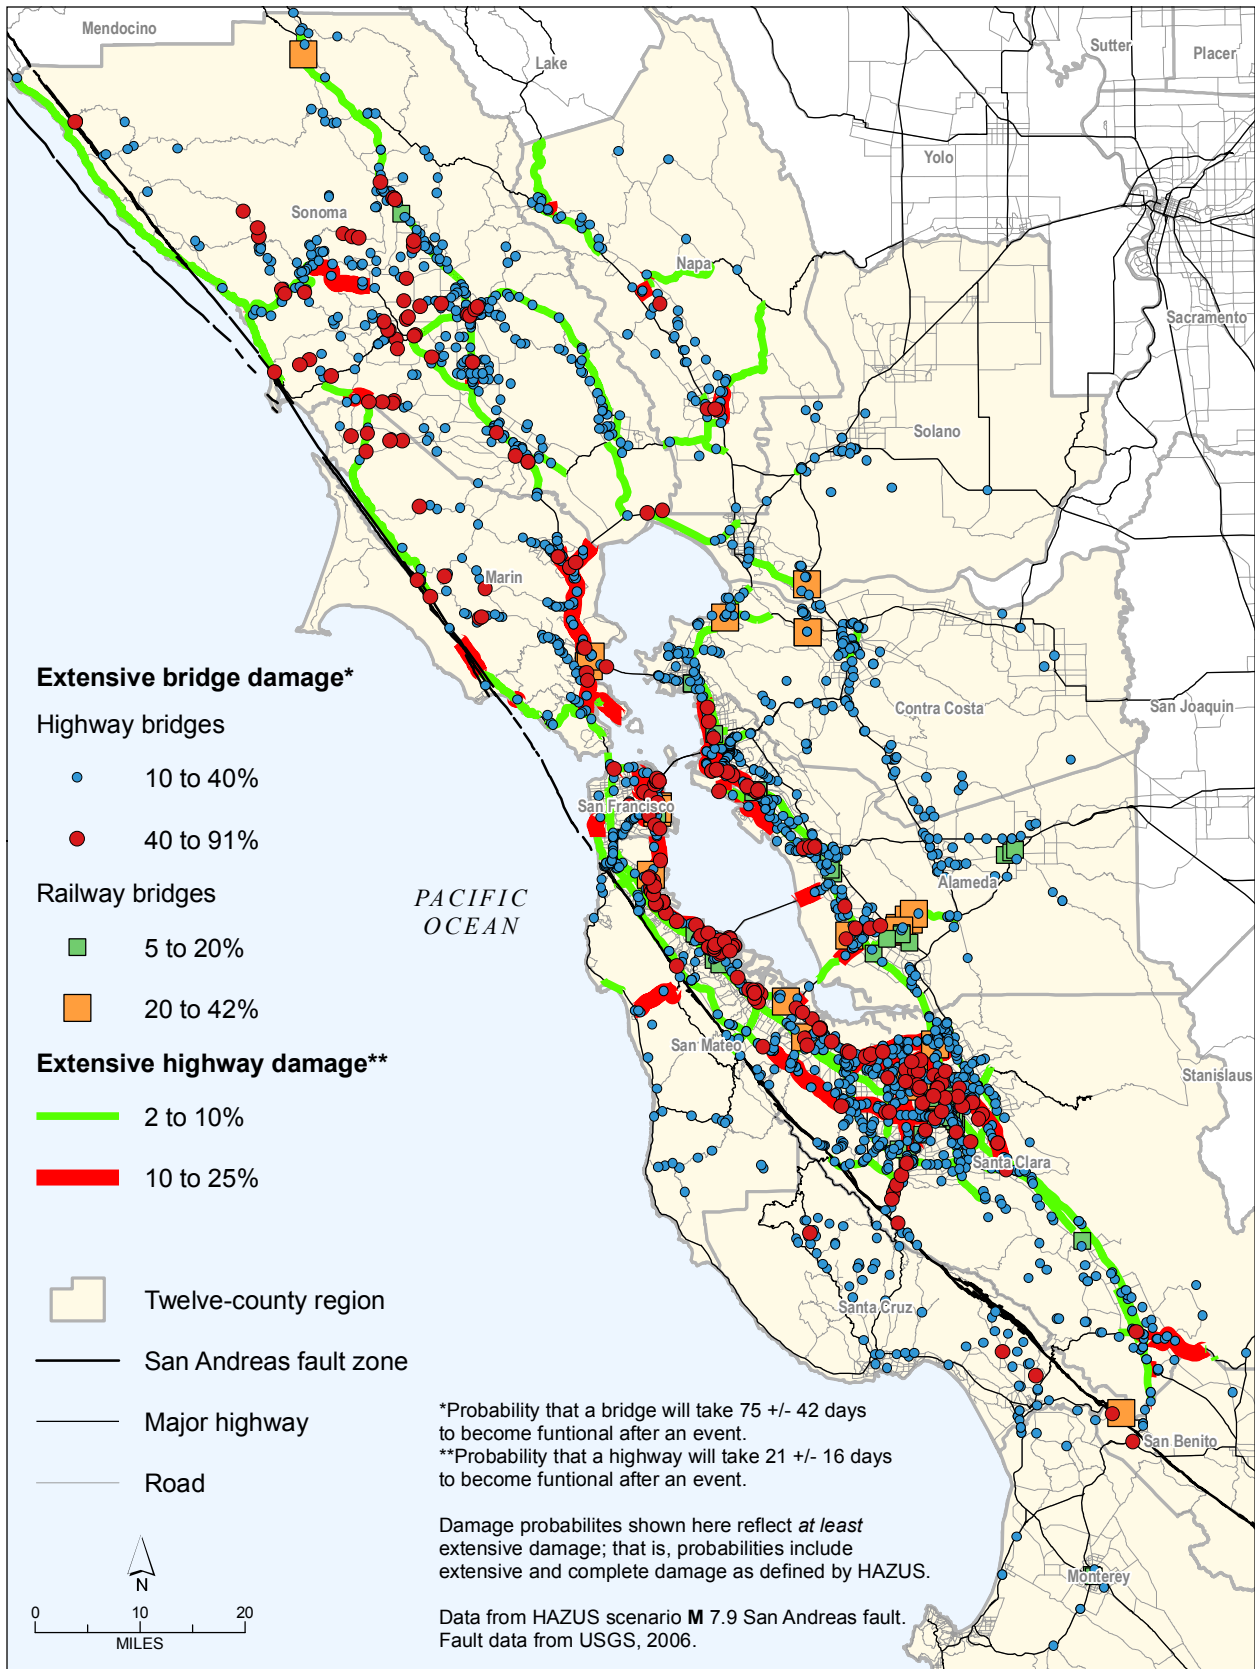 Mendocino
Lake
Sutter
Placer
Yolo
Sonoma
Napa
Sacramento
Solano
Marin
Contra Costa
San Joaquin
San Francisco
Alameda
PACIFIC
OCEAN
San Mateo
Stanislaus
Santa Clara
Santa Cruz
San Benito
Monterey
Extensive bridge damage*
Highway bridges
10 to 40%
40 to 91%
Railway bridges
5 to 20%
20 to 42%
Extensive highway damage**
2 to 10%
10 to 25%
Twelve-county region
San Andreas fault zone
Major highway
Road
N
0 10 20
MILES
*Probability that a bridge will take 75 +/- 42 days
to become funtional after an event.
**Probability that a highway will take 21 +/- 16 days
to become funtional after an event.
Damage probabilites shown here reflect at least
extensive damage; that is, probabilities include
extensive and complete damage as defined by HAZUS.
Data from HAZUS scenario M 7.9 San Andreas fault.
Fault data from USGS, 2006.